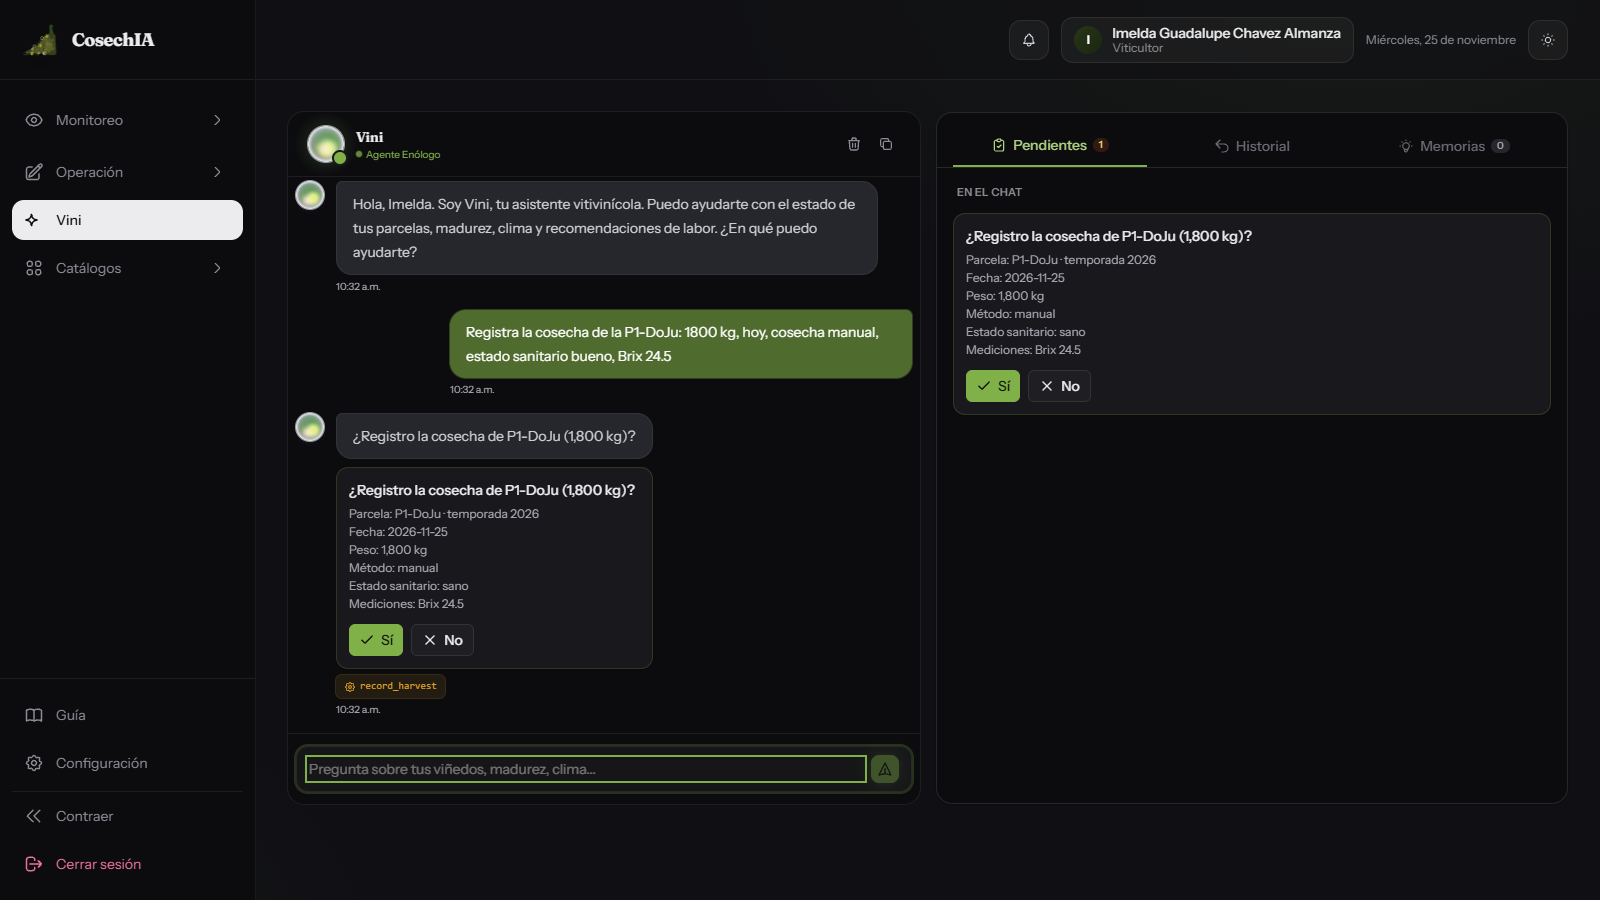 CosechIA
Imelda Guadalupe Chavez Almanza
I
Viticultor
Miércoles, 25 de noviembre
Monitoreo
Operación
Vini
Catálogos
Guía
Configuración
Contraer
Cerrar sesión
Vini
Agente Enólogo
Hola, Imelda. Soy Vini, tu asistente vitivinícola. Puedo ayudarte con el estado de
tus parcelas, madurez, clima y recomendaciones de labor. ¿En qué puedo
ayudarte?
10:32 a.m.
Registra la cosecha de la P1-DoJu: 1800 kg, hoy, cosecha manual,
estado sanitario bueno, Brix 24.5
10:32 a.m.
¿Registro la cosecha de P1-DoJu (1,800 kg)?
¿Registro la cosecha de P1-DoJu (1,800 kg)?
Parcela: P1-DoJu · temporada 2026
Fecha: 2026-11-25
Peso: 1,800 kg
Método: manual
Estado sanitario: sano
Mediciones: Brix 24.5
Sí No
record_harvest
10:32 a.m.
Pregunta sobre tus viñedos, madurez, clima...
Pendientes 1 Historial Memorias 0
EN EL CHAT
¿Registro la cosecha de P1-DoJu (1,800 kg)?
Parcela: P1-DoJu · temporada 2026
Fecha: 2026-11-25
Peso: 1,800 kg
Método: manual
Estado sanitario: sano
Mediciones: Brix 24.5
Sí No